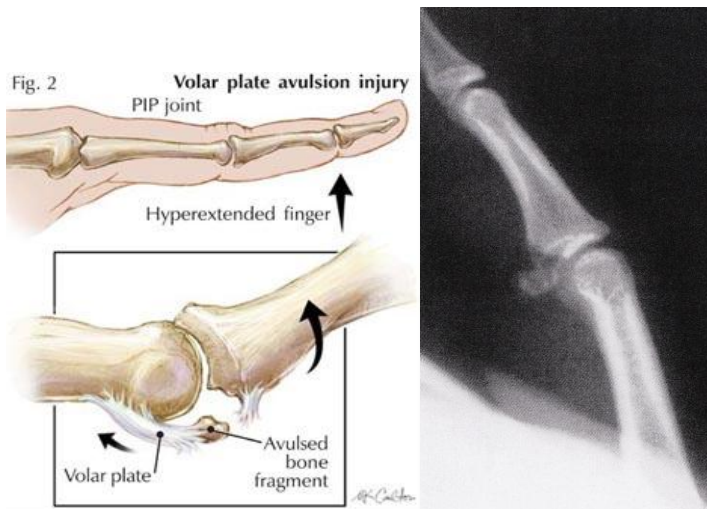 Fig. 2
Volar plate avulsion injury
PIP joint
Hyperextended finger
Volar plate
Avulsed
bone
fragment